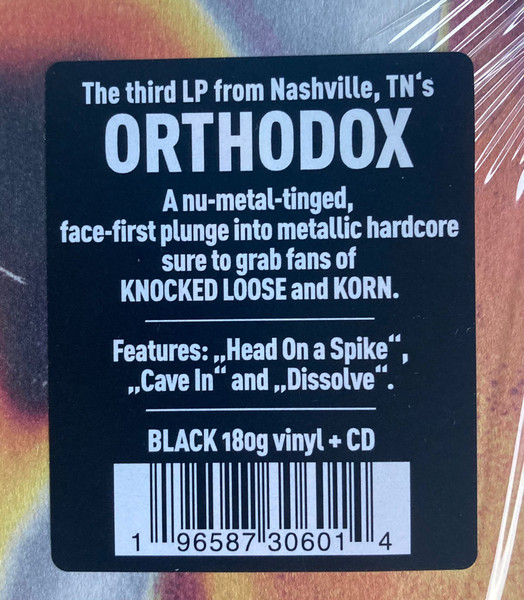 The third LP from Nashville, TN‘s
ORTHODOX
A nu-metal-tinged,
face-first plunge into metallic hardcore
sure to grab fans of
KNOCKED LOOSE and KORN.
Features: „Head On a Spike“,
„Cave In“ and „Dissolve“.
BLACK 180g vinyl + CD
1 96587 30601 4